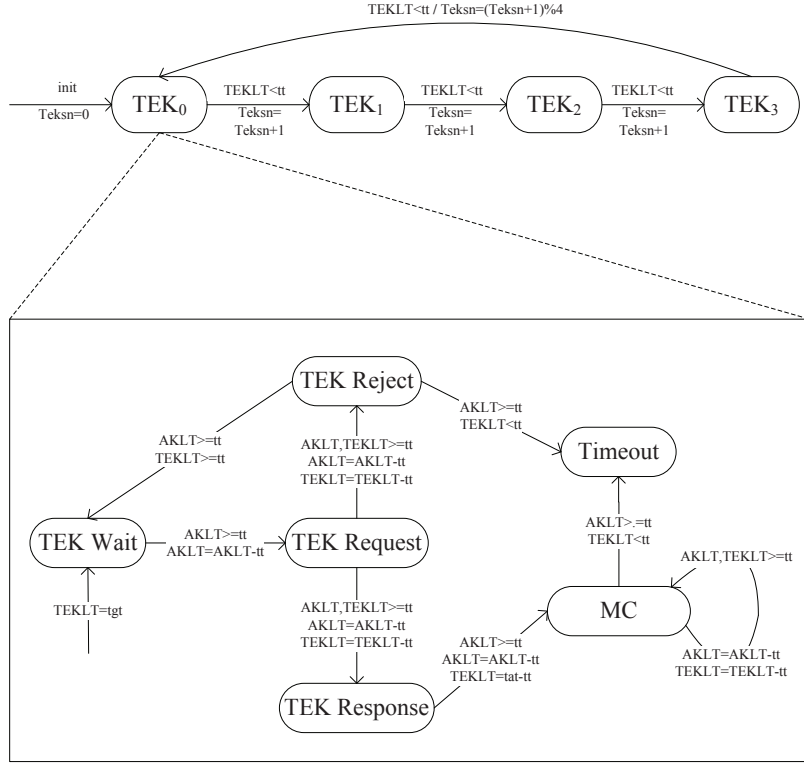 TEKLT<tt / Teksn=(Teksn+1)%4
init
Teksn=0
TEK0
TEKLT<tt
Teksn=
Teksn+1
TEK1
TEKLT<tt
Teksn=
Teksn+1
TEK2
TEKLT<tt
Teksn=
Teksn+1
TEK3
TEK Reject
AKLT>=tt
TEKLT<tt
AKLT>=tt
TEKLT>=tt
AKLT,TEKLT>=tt
AKLT=AKLT-tt
TEKLT=TEKLT-tt
Timeout
TEK Wait
AKLT>=tt
AKLT=AKLT-tt
TEK Request
AKLT>.=tt
TEKLT<tt
TEKLT=tgt
AKLT,TEKLT>=tt
AKLT=AKLT-tt
TEKLT=TEKLT-tt
AKLT,TEKLT>=tt
MC
AKLT>=tt
AKLT=AKLT-tt
TEKLT=tat-tt
AKLT=AKLT-tt
TEKLT=TEKLT-tt
TEK Response